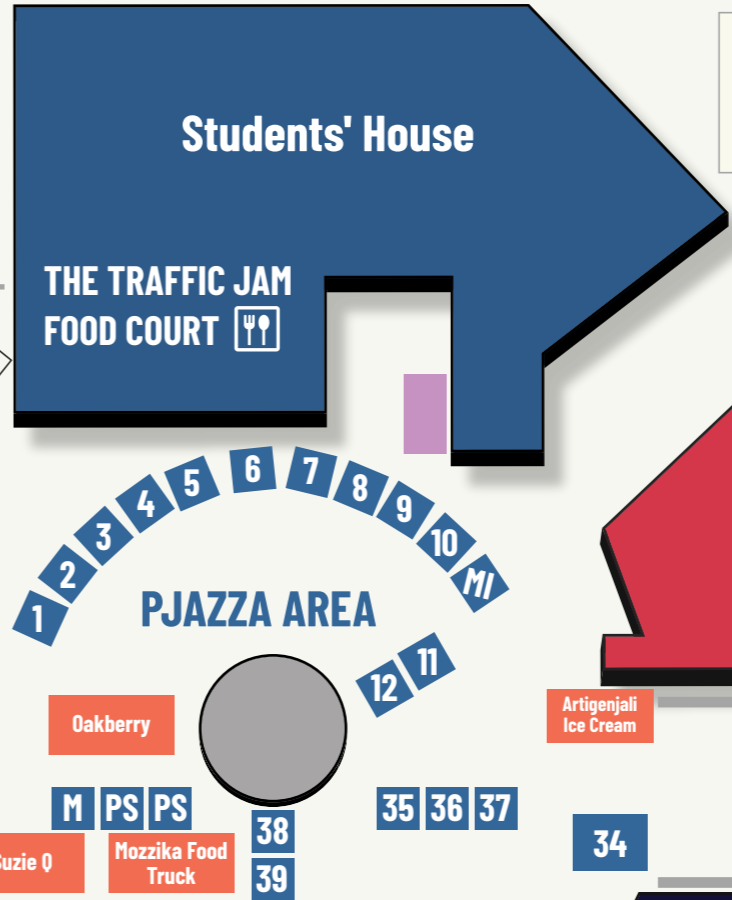 Students' House
THE TRAFFIC JAM
FOOD COURT
6
7
5
8
4
9
3
10
2
MI
1
PJAZZA AREA
11
12
Oakberry
Artigenjali
Ice Cream
M PS PS
35 36 37
38
34
Mozzika Food
Truck
uzie Q
39